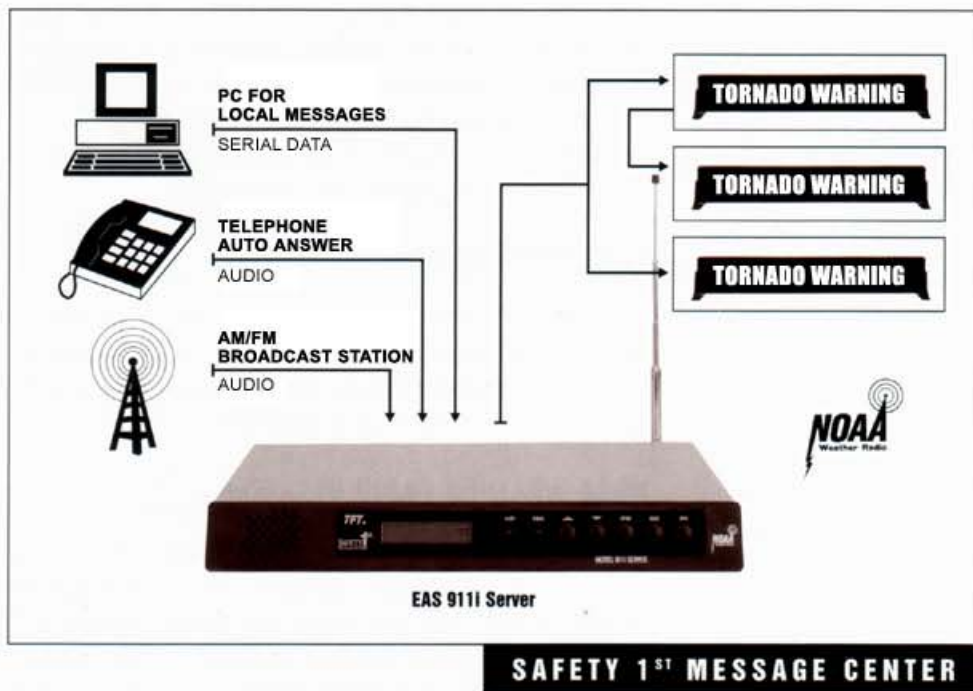 PC FOR
LOCAL MESSAGES
SERIAL DATA
TELEPHONE
AUTO ANSWER
AUDIO
AM/FM
BROADCAST STATION
AUDIO
TORNADO WARNING
TORNADO WARNING
TORNADO WARNING
NOAA
Weather Radio
TFT
NOAA
EAS 911i Server
SAFETY 1ST MESSAGE CENTER